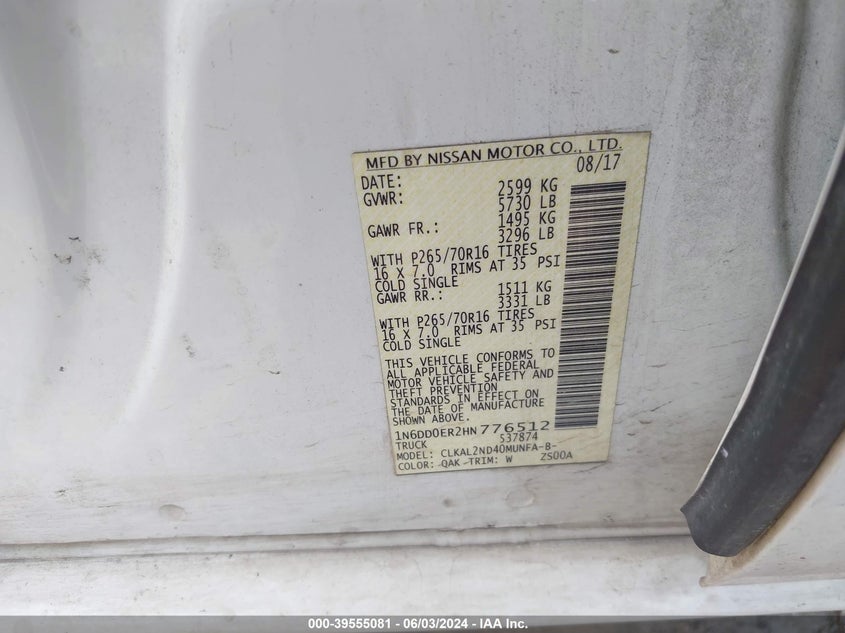 MFD BY NISSAN MOTOR CO., LTD.
DATE: 08/17
GVWR: 2599 KG
5730 LB
GAWR FR.: 1495 KG
3296 LB
WITH P265/70R16 TIRES
16 X 7.0 RIMS AT 35 PSI
COLD SINGLE
GAWR RR.: 1511 KG
3331 LB
WITH P265/70R16 TIRES
16 X 7.0 RIMS AT 35 PSI
COLD SINGLE
THIS VEHICLE CONFORMS TO
ALL APPLICABLE FEDERAL
MOTOR VEHICLE SAFETY AND
THEFT PREVENTION
STANDARDS IN EFFECT ON
THE DATE OF MANUFACTURE
SHOWN ABOVE.
1N6DD0ER2HN776512
TRUCK 537874
MODEL: CLKAL2ND40MUNFA-B-
COLOR: QAK TRIM: W ZS00A
000-39555081 - 06/03/2024 - IAA Inc.